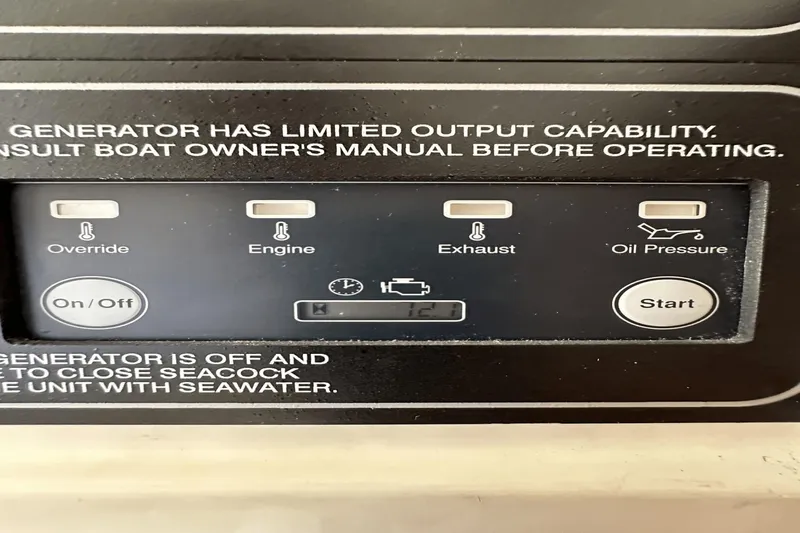 GENERATOR HAS LIMITED OUTPUT CAPABILITY.
NSULT BOAT OWNER'S MANUAL BEFORE OPERATING.
Override Engine Exhaust Oil Pressure
On/Off Start
GENERATOR IS OFF AND
E TO CLOSE SEACOCK
E UNIT WITH SEAWATER.